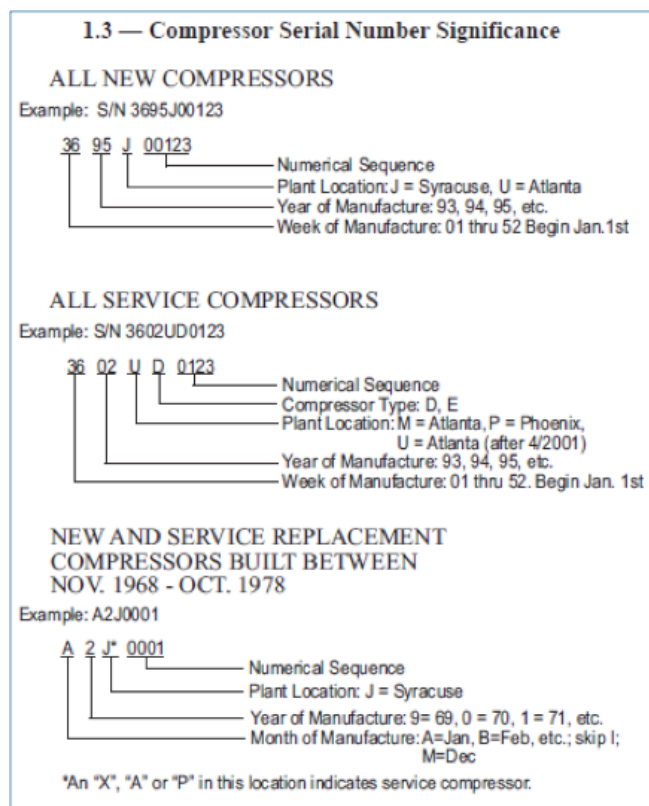 1.3 — Compressor Serial Number Significance
ALL NEW COMPRESSORS
Example: S/N 3695J00123
36 95 J 00123
Numerical Sequence
Plant Location: J = Syracuse, U = Atlanta
Year of Manufacture: 93, 94, 95, etc.
Week of Manufacture: 01 thru 52 Begin Jan.1st
ALL SERVICE COMPRESSORS
Example: S/N 3602UD0123
36 02 U D 0123
Numerical Sequence
Compressor Type: D, E
Plant Location: M = Atlanta, P = Phoenix,
U = Atlanta (after 4/2001)
Year of Manufacture: 93, 94, 95, etc.
Week of Manufacture: 01 thru 52. Begin Jan. 1st
NEW AND SERVICE REPLACEMENT
COMPRESSORS BUILT BETWEEN
NOV. 1968 - OCT. 1978
Example: A2J0001
A 2 J* 0001
Numerical Sequence
Plant Location: J = Syracuse
Year of Manufacture: 9= 69, 0 = 70, 1 = 71, etc.
Month of Manufacture: A=Jan, B=Feb, etc.; skip I;
M=Dec
*An "X", "A" or "P" in this location indicates service compressor.